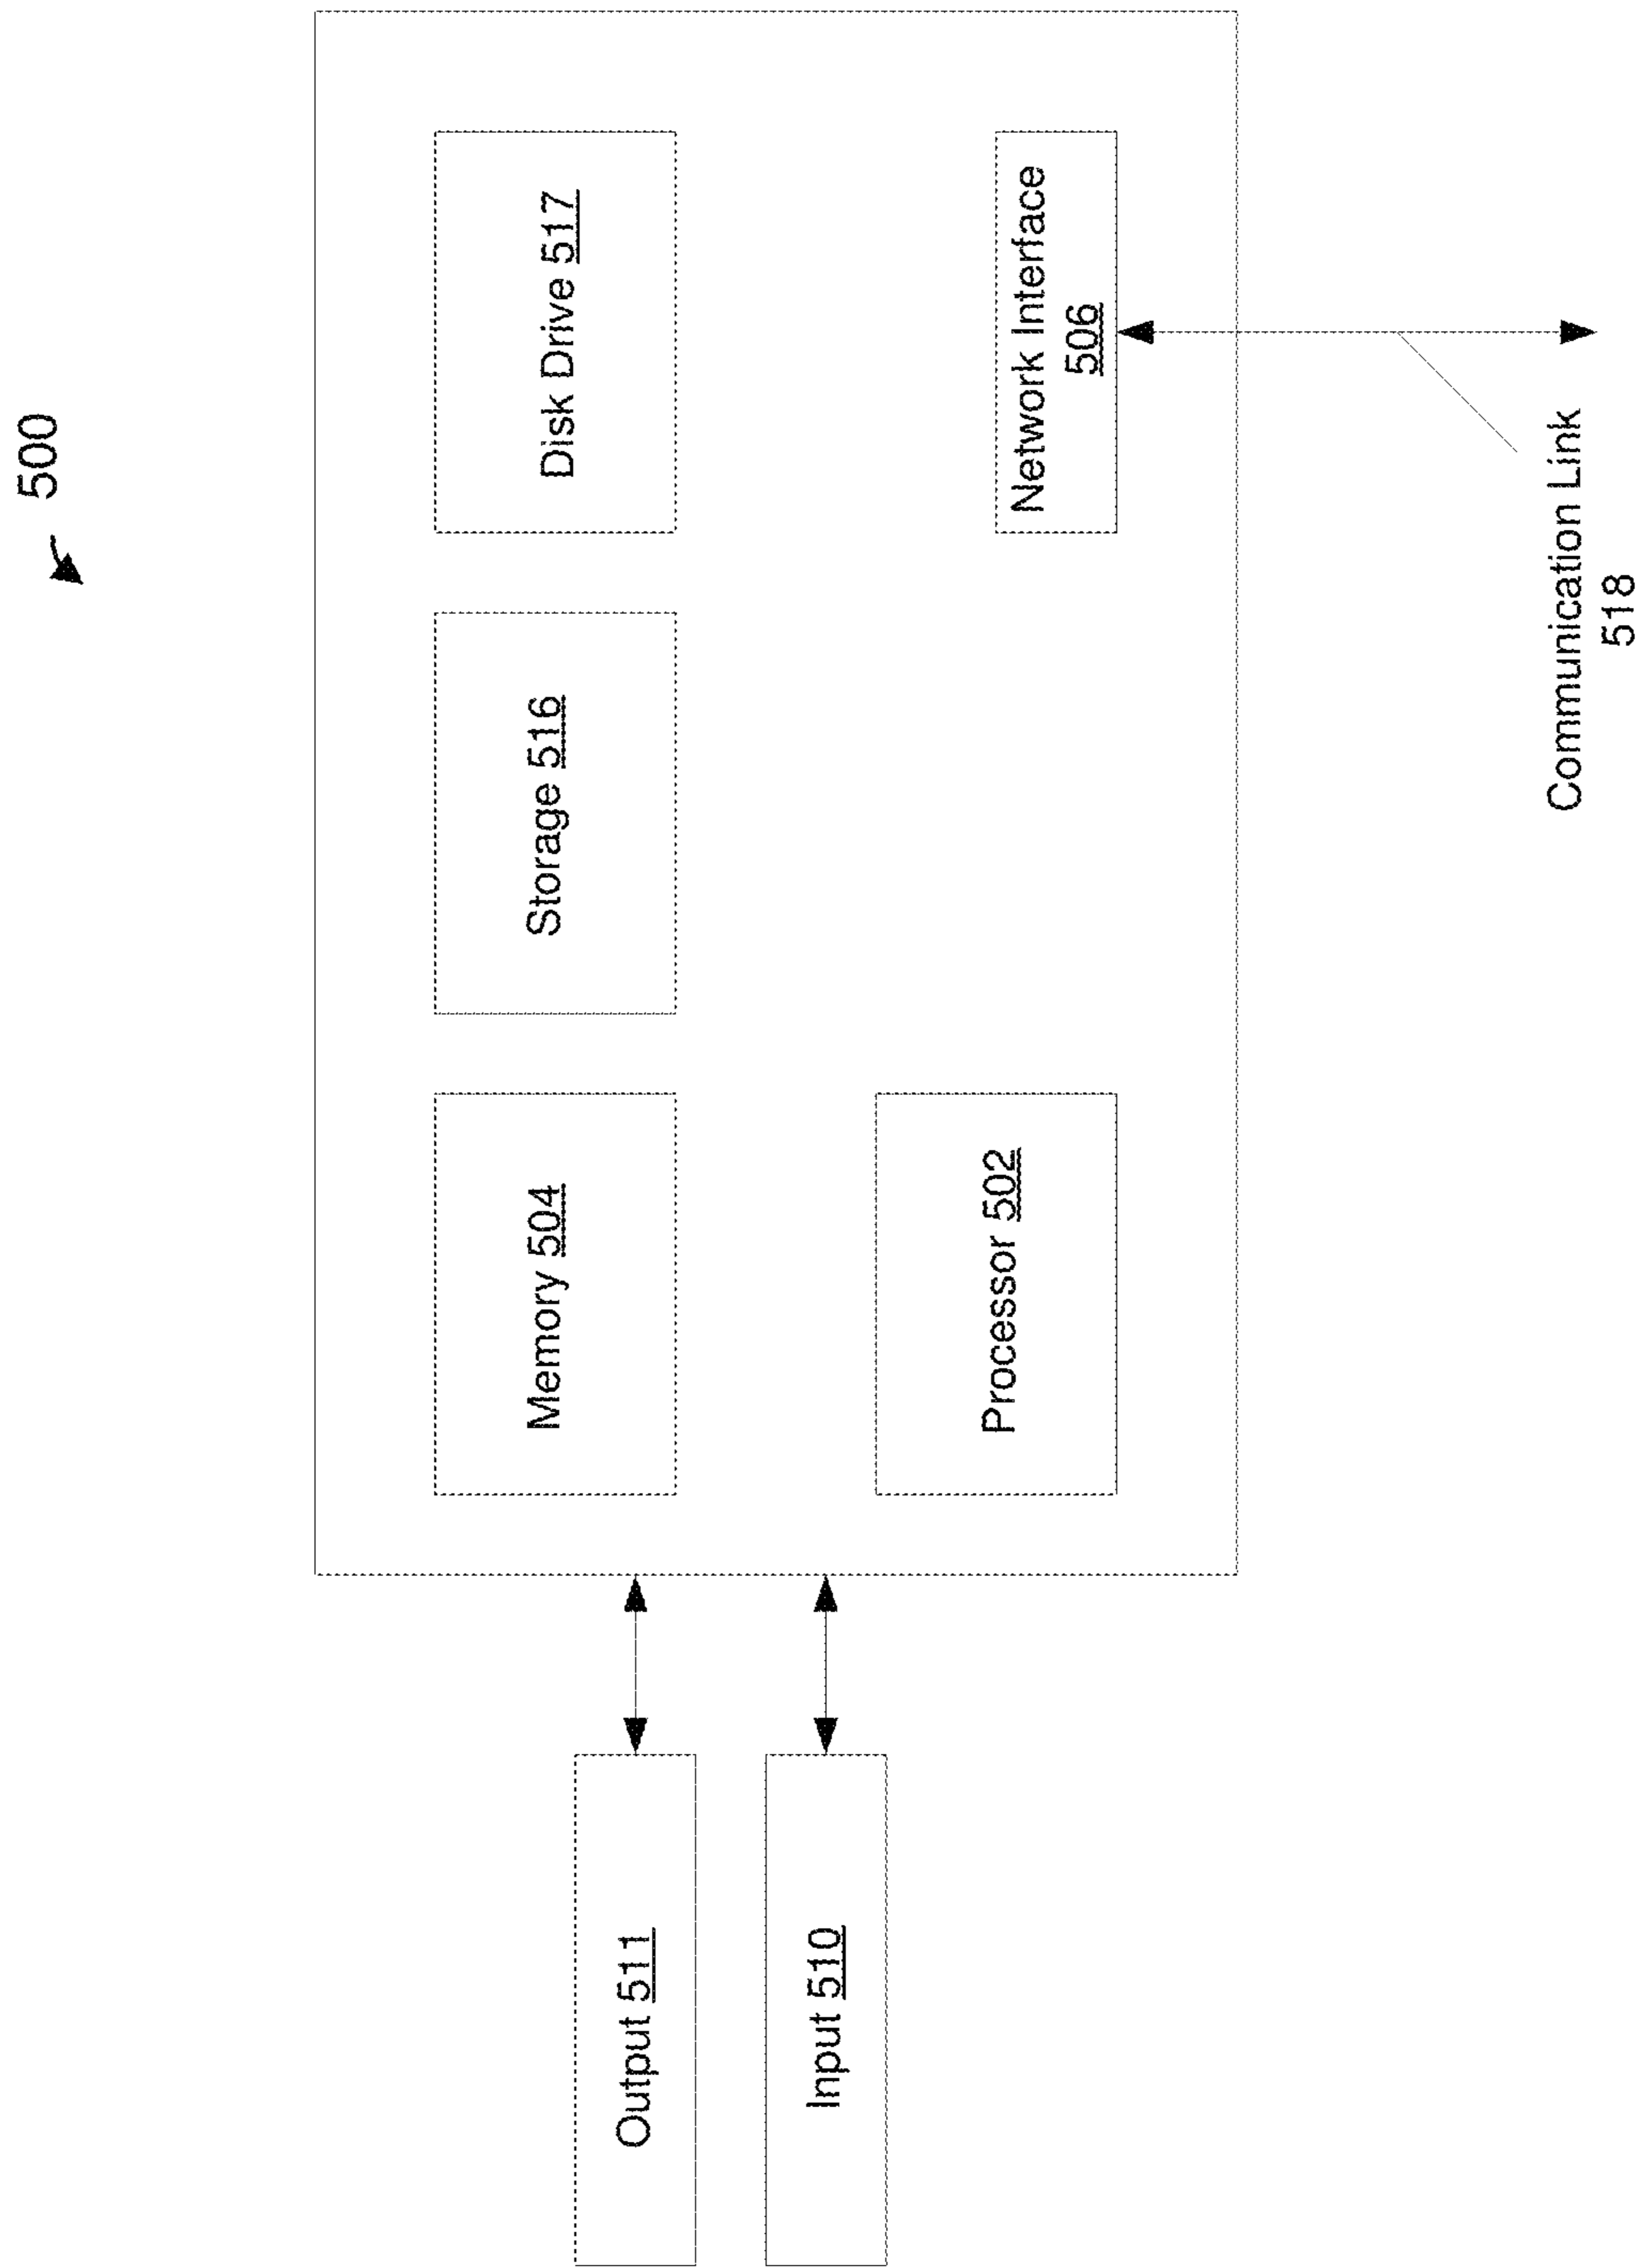 500
Output 511
Memory 504
Storage 516
Disk Drive 517
Input 510
Processor 502
Network Interface
506
Communication Link
518